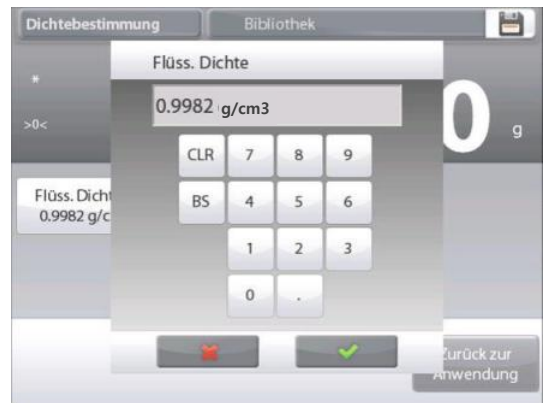 Dichtebestimmung
Bibliothek
Flüss. Dichte
0.9982 g/cm3
*
>0<
0 g
CLR 7 8 9
Flüss. Dicht
0.9982 g/c
BS 4 5 6
1 2 3
0 .
Zurück zur
Anwendung